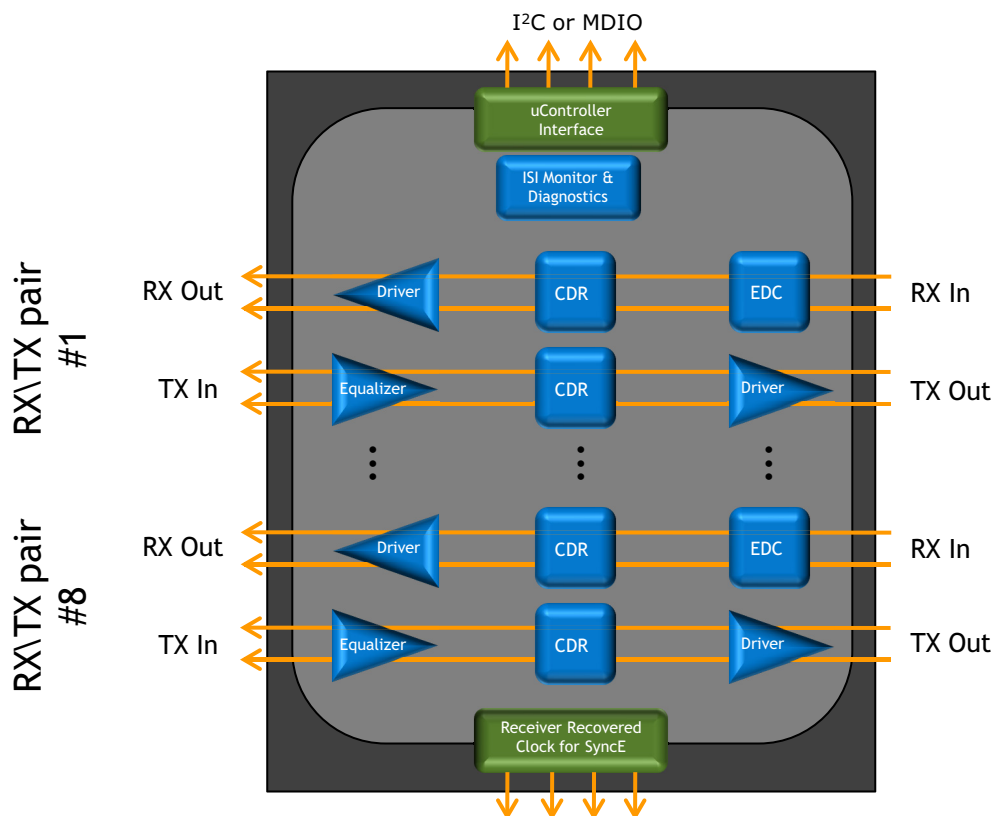 I²C or MDIO
uController
Interface
ISI Monitor &
Diagnostics
RX\TX pair
#1
RX Out
Driver
CDR
EDC
RX In
TX In
Equalizer
CDR
Driver
TX Out
RX\TX pair
#8
RX Out
Driver
CDR
EDC
RX In
TX In
Equalizer
CDR
Driver
TX Out
Receiver Recovered
Clock for SyncE